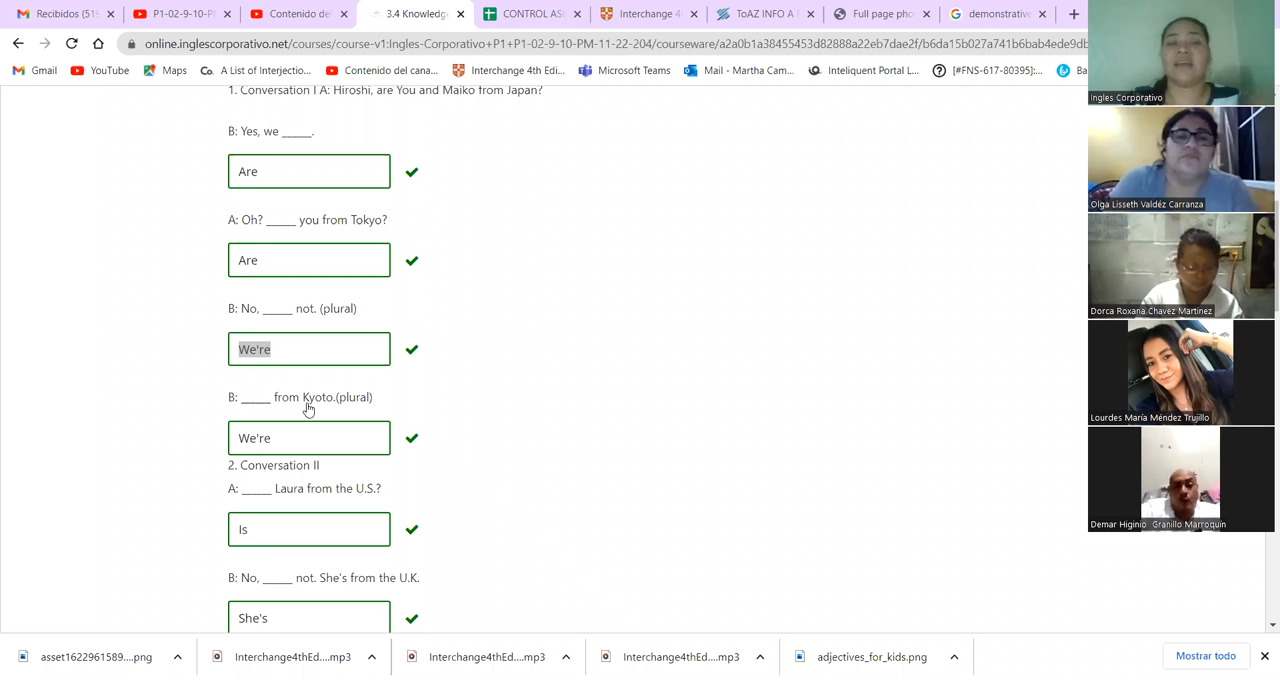 Recibidos (519
P1-02-9-10-PM
Contenido del
3.4 Knowledge
CONTROL ASI
Interchange 4
ToAZ INFO A
Full page pho
demonstrative
online.inglescorporativo.net/courses/course-v1:Ingles-Corporativo+P1+P1-02-9-10-PM-11-22-204/courseware/a2a0b1a38455453d82888a22eb7dae2f/b6da15b027a741b6bab4ede9db
Gmail
YouTube
Maps
Co. A List of Interjectio...
Contenido del cana...
Interchange 4th Edi...
Microsoft Teams
Mail - Martha Cam...
Inteliquent Portal L...
[#FNS-617-80395]:...
Ba
1. Conversation I A: Hiroshi, are You and Maiko from Japan?
B: Yes, we _____.
Are
A: Oh? _____ you from Tokyo?
Are
B: No, _____ not. (plural)
We're
B: _____ from Kyoto.(plural)
We're
2. Conversation II
A: _____ Laura from the U.S.?
Is
B: No, _____ not. She's from the U.K.
She's
Ingles Corporativo
Olga Lisseth Valdéz Carranza
Dorca Roxana Chavez Martinez
Lourdes María Méndez Trujillo
Demar Higinio Granillo Marroquín
asset1622961589....png
Interchange4thEd....mp3
Interchange4thEd....mp3
Interchange4thEd....mp3
adjectives_for_kids.png
Mostrar todo